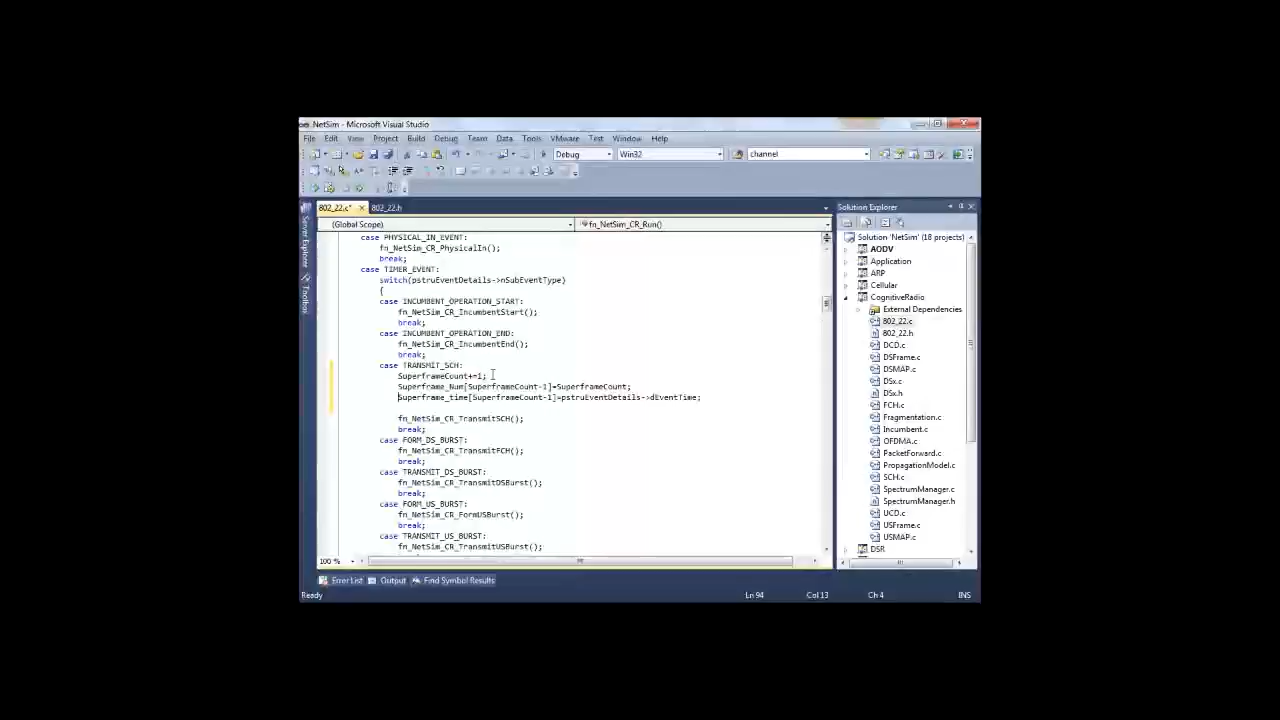 NetSim - Microsoft Visual Studio
File Edit View Project Build Debug Team Data Tools VMware Test Window Help
Debug Win32 channel
802_22.c* 802_22.h
(Global Scope) fn_NetSim_CR_Run()
case PHYSICAL_IN_EVENT:
fn_NetSim_CR_PhysicalIn();
break;
case TIMER_EVENT:
switch(pstruEventDetails->nSubEventType)
{
case INCUMBENT_OPERATION_START:
fn_NetSim_CR_IncumbentStart();
break;
case INCUMBENT_OPERATION_END:
fn_NetSim_CR_IncumbentEnd();
break;
case TRANSMIT_SCH:
SuperframeCount+=1;
Superframe_Num[SuperframeCount-1]=SuperframeCount;
Superframe_time[SuperframeCount-1]=pstruEventDetails->dEventTime;
fn_NetSim_CR_TransmitSCH();
break;
case FORM_DS_BURST:
fn_NetSim_CR_TransmitFCH();
break;
case TRANSMIT_DS_BURST:
fn_NetSim_CR_TransmitDSBurst();
break;
case FORM_US_BURST:
fn_NetSim_CR_FormUSBurst();
break;
case TRANSMIT_US_BURST:
fn_NetSim_CR_TransmitUSBurst();
100 %
Server Explorer
Toolbox
Solution Explorer
Solution 'NetSim' (18 projects)
AODV
Application
ARP
Cellular
CognitiveRadio
External Dependencies
802_22.c
802_22.h
DCD.c
DSFrame.c
DSMAP.c
DSx.c
DSx.h
FCH.c
Fragmentation.c
Incumbent.c
OFDMA.c
PacketForward.c
PropagationModel.c
SCH.c
SpectrumManager.c
SpectrumManager.h
UCD.c
USFrame.c
USMAP.c
DSR
Error List Output Find Symbol Results
Ready Ln 94 Col 13 Ch 4 INS